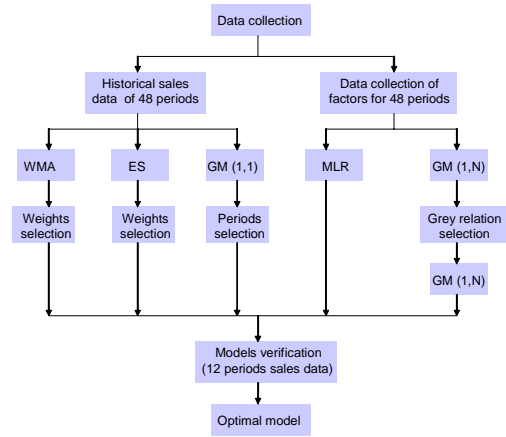 Data collection
Historical sales
data of 48 periods
Data collection of
factors for 48 periods
WMA
ES
GM (1,1)
MLR
GM (1,N)
Weights
selection
Weights
selection
Periods
selection
Grey relation
selection
GM (1,N)
Models verification
(12 periods sales data)
Optimal model